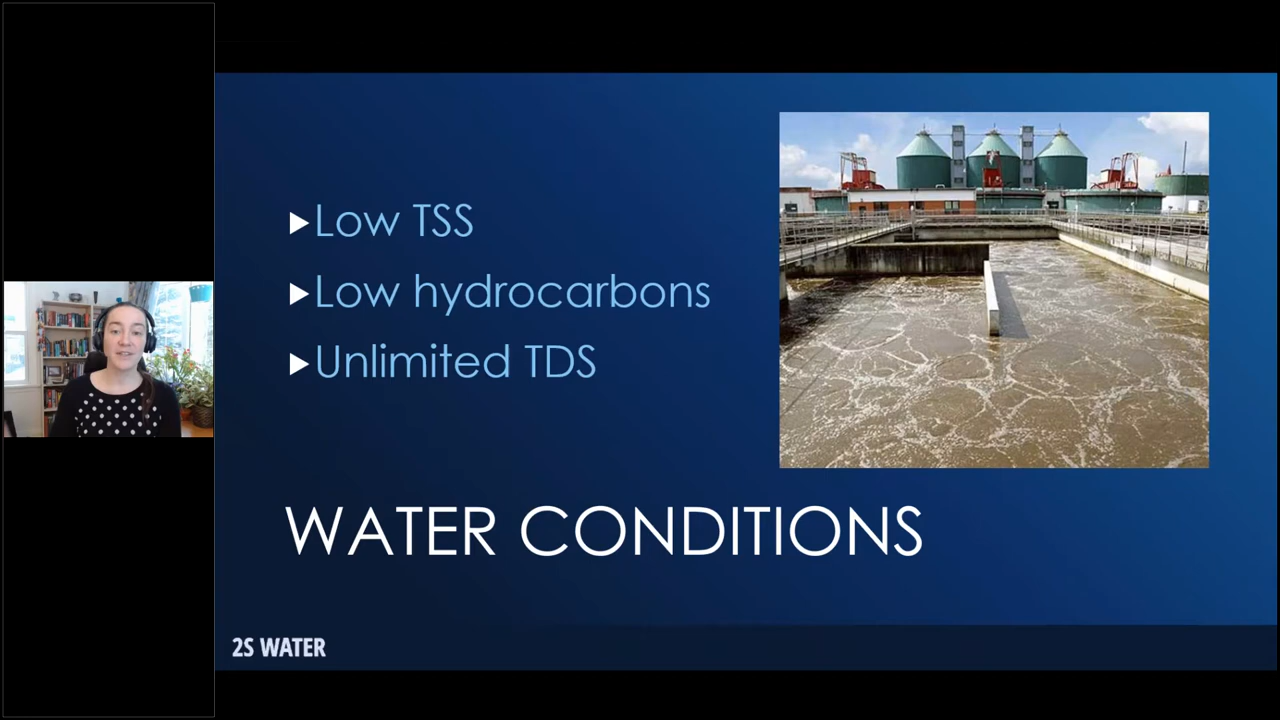 Low TSS
Low hydrocarbons
Unlimited TDS
WATER CONDITIONS
2S WATER